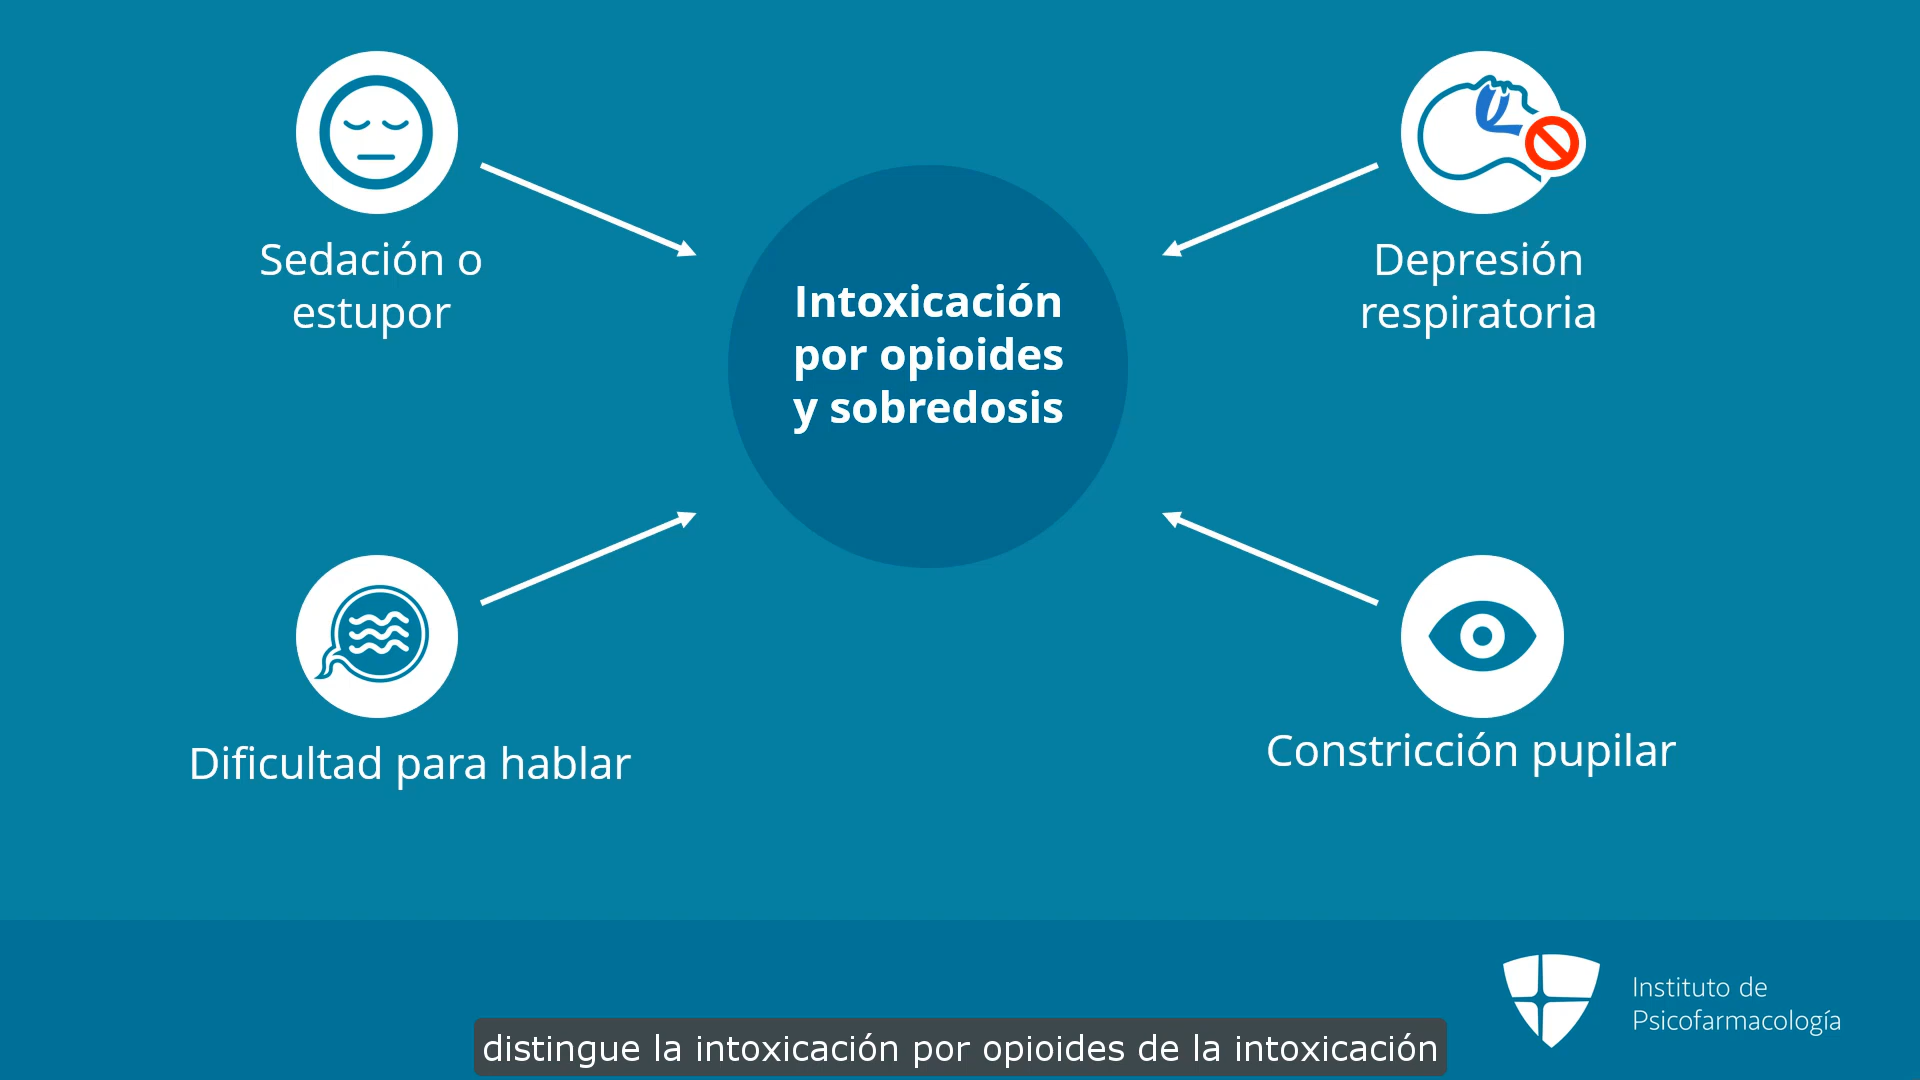 Sedación o
estupor
Depresión
respiratoria
Intoxicación
por opioides
y sobredosis
Dificultad para hablar
Constricción pupilar
Instituto de
Psicofarmacología
distingue la intoxicación por opioides de la intoxicación